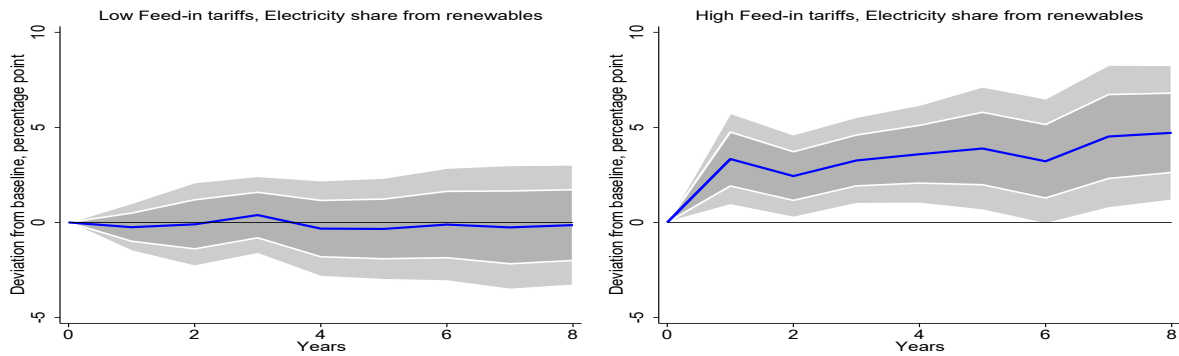 Low Feed-in tariffs, Electricity share from renewables
Deviation from baseline, percentage point
10
5
0
-5
0 2 4 6 8
Years
High Feed-in tariffs, Electricity share from renewables
Deviation from baseline, percentage point
10
5
0
-5
0 2 4 6 8
Years